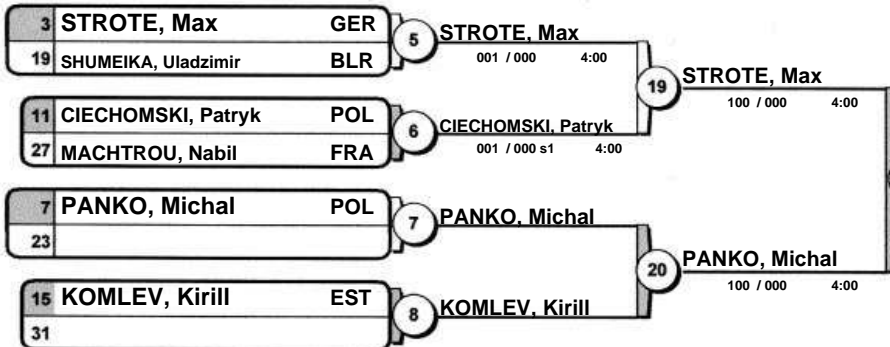 3 STROTE, Max GER
19 SHUMEIKA, Uladzimir BLR
5
STROTE, Max
001 / 000 4:00
11 CIECHOMSKI, Patryk POL
27 MACHTROU, Nabil FRA
6
CIECHOMSKI, Patryk
001 / 000 s1 4:00
19
STROTE, Max
100 / 000 4:00
7 PANKO, Michal POL
23
7
PANKO, Michal
15 KOMLEV, Kirill EST
31
8
KOMLEV, Kirill
20
PANKO, Michal
100 / 000 4:00